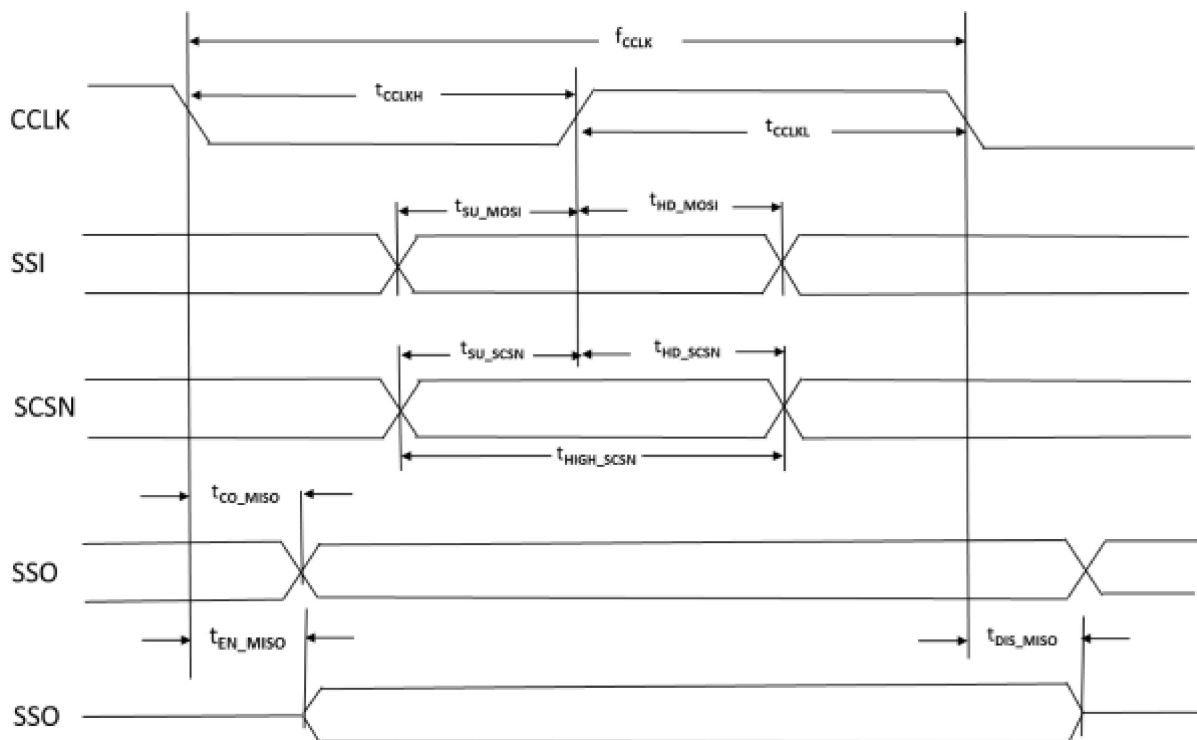 fCCLK
tCCLKH
CCLK
tCCLKL
tSU_MOSI tHD_MOSI
SSI
tSU_SCSN tHD_SCSN
SCSN
tHIGH_SCSN
tCO_MISO
SSO
tEN_MISO tDIS_MISO
SSO